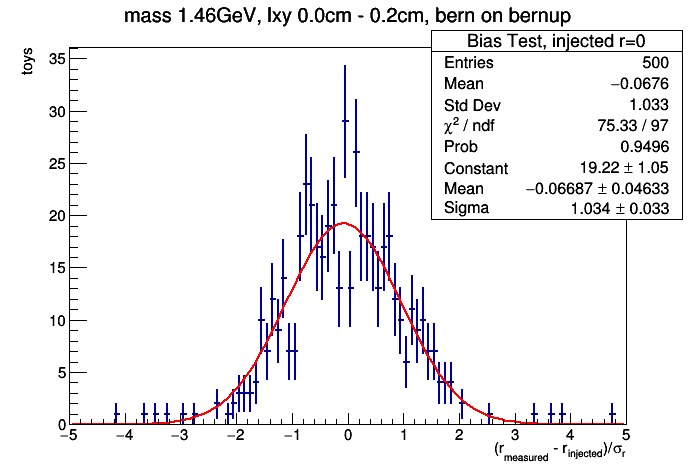 mass 1.46GeV, lxy 0.0cm - 0.2cm, bern on bernup
toys
Bias Test, injected r=0
Entries 500
Mean −0.0676
Std Dev 1.033
χ² / ndf 75.33 / 97
Prob 0.9496
Constant 19.22 ± 1.05
Mean −0.06687 ± 0.04633
Sigma 1.034 ± 0.033
35
30
25
20
15
10
5
0
−5 −4 −3 −2 −1 0 1 2 3 4 5
(r_measured - r_injected)/σ_r